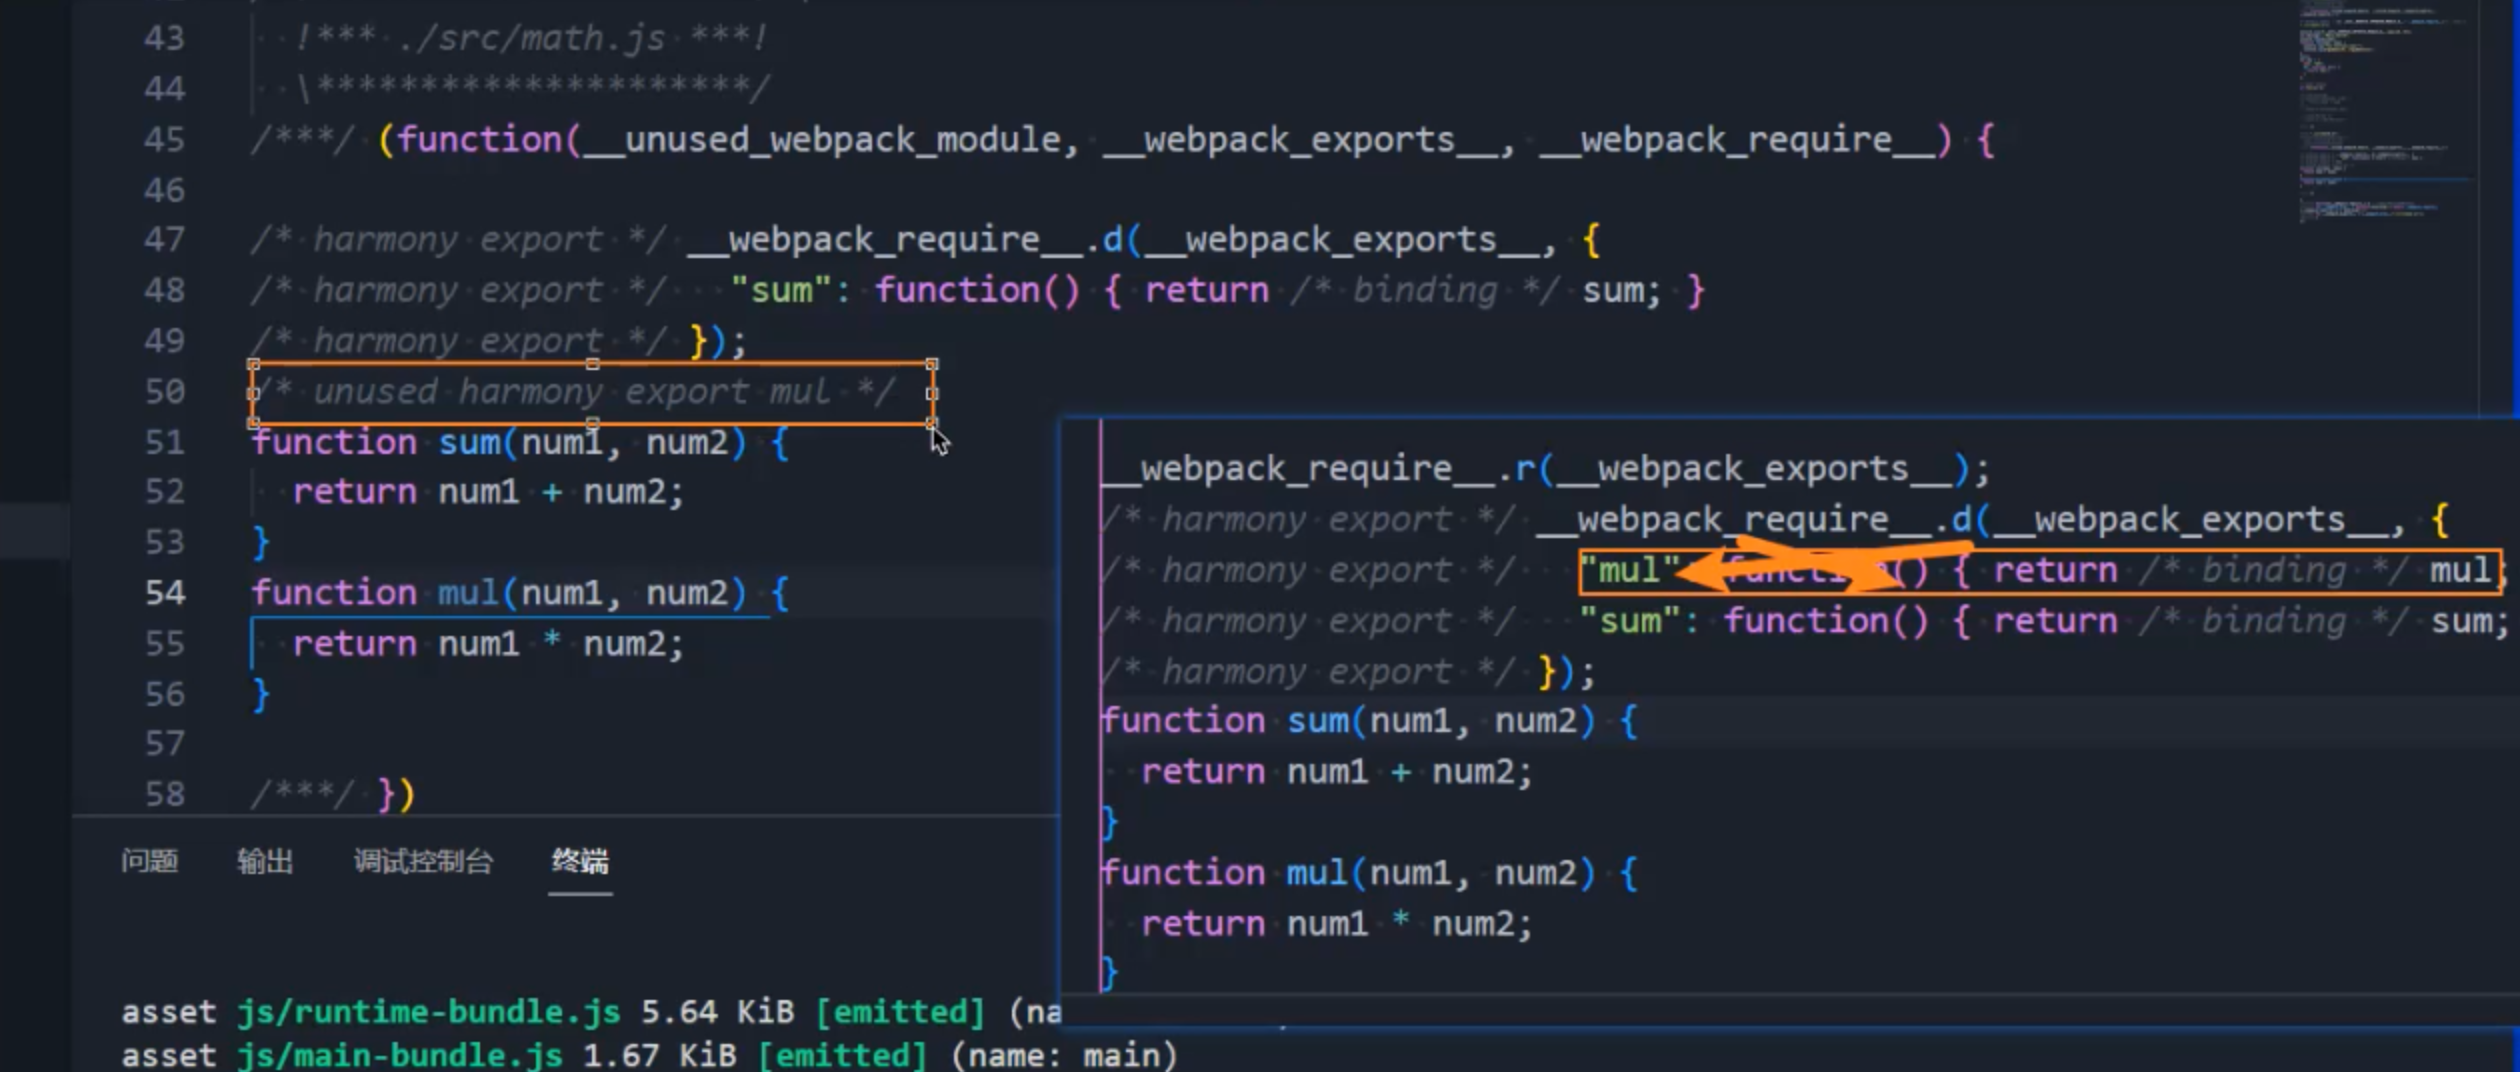 43 !*** ./src/math.js ***!
44 \*********************/
45 /***/ (function(__unused_webpack_module, __webpack_exports__, __webpack_require__) {
46
47 /* harmony export */ __webpack_require__.d(__webpack_exports__, {
48 /* harmony export */   "sum": function() { return /* binding */ sum; }
49 /* harmony export */ });
50 /* unused harmony export mul */
51 function sum(num1, num2) {
52   return num1 + num2;
53 }
54 function mul(num1, num2) {
55   return num1 * num2;
56 }
57
58 /***/ })
__webpack_require__.r(__webpack_exports__);
/* harmony export */ __webpack_require__.d(__webpack_exports__, {
/* harmony export */   "mul" function() { return /* binding */ mul;
/* harmony export */   "sum": function() { return /* binding */ sum;
/* harmony export */ });
function sum(num1, num2) {
  return num1 + num2;
}
function mul(num1, num2) {
  return num1 * num2;
}
问题 输出 调试控制台 终端
asset js/runtime-bundle.js 5.64 KiB [emitted] (na
asset js/main-bundle.js 1.67 KiB [emitted] (name: main)